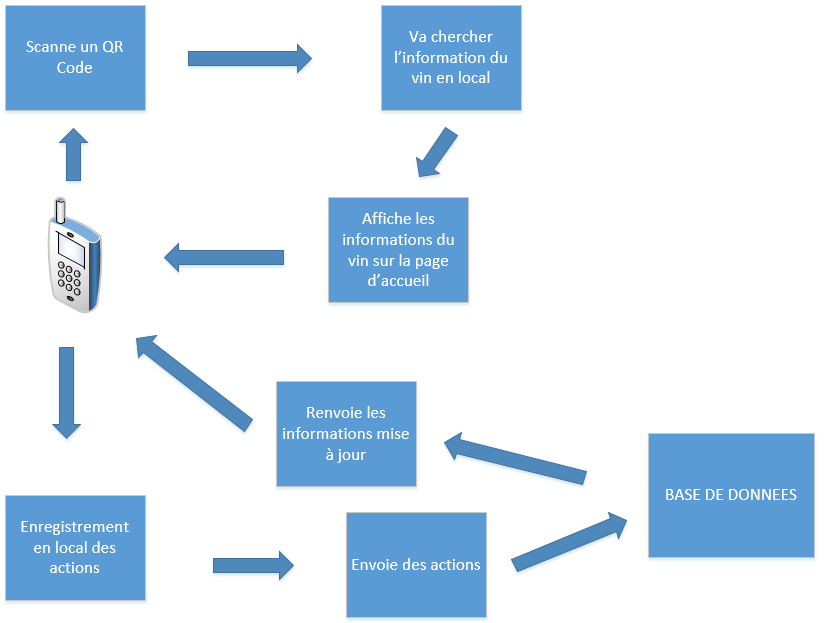 Scanne un QR
Code
Va chercher
l'information du
vin en local
Affiche les
informations du
vin sur la page
d'accueil
Renvoie les
informations mise
à jour
BASE DE DONNEES
Enregistrement
en local des
actions
Envoie des actions